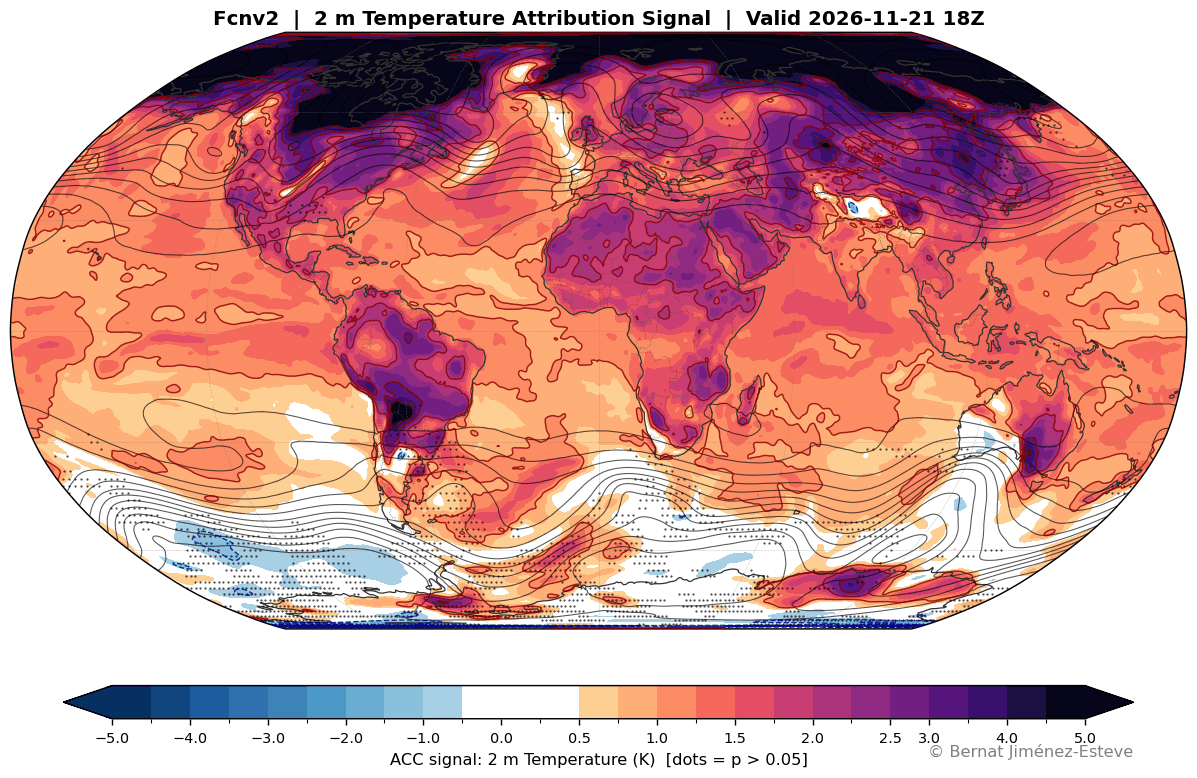 Fcnv2 | 2 m Temperature Attribution Signal | Valid 2026-11-21 18Z
−5.0 −4.0 −3.0 −2.0 −1.0 0.0 0.5 1.0 1.5 2.0 2.5 3.0 4.0 5.0
ACC signal: 2 m Temperature (K) [dots = p > 0.05]
© Bernat Jiménez-Esteve